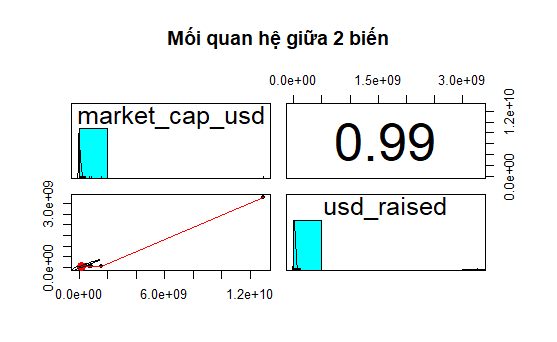 Mối quan hệ giữa 2 biến
0.0e+00 1.5e+09 3.0e+09
market_cap_usd
0.99
0.0e+00 1.2e+10
0.0e+00 3.0e+09
usd_raised
0.0e+00 6.0e+09 1.2e+10